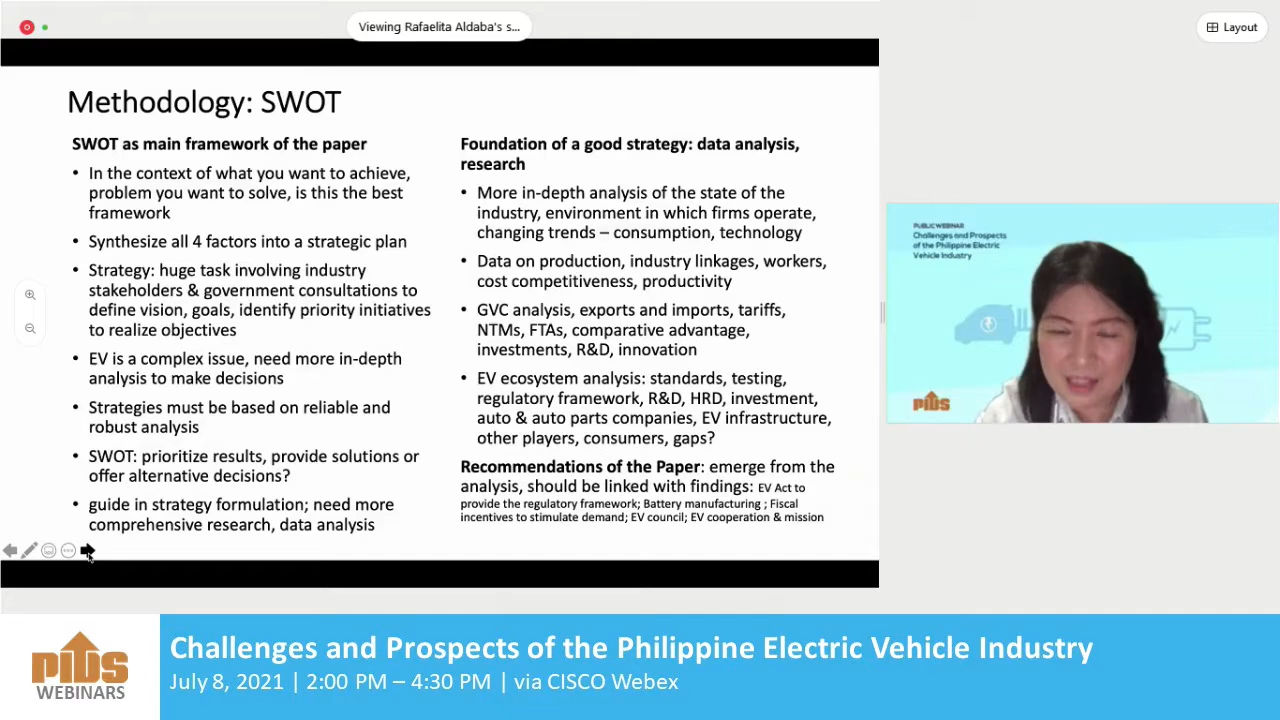 Viewing Rafaelita Aldaba's s...
Layout
Methodology: SWOT
SWOT as main framework of the paper
• In the context of what you want to achieve,
problem you want to solve, is this the best
framework
• Synthesize all 4 factors into a strategic plan
• Strategy: huge task involving industry
stakeholders & government consultations to
define vision, goals, identify priority initiatives
to realize objectives
• EV is a complex issue, need more in-depth
analysis to make decisions
• Strategies must be based on reliable and
robust analysis
• SWOT: prioritize results, provide solutions or
offer alternative decisions?
• guide in strategy formulation; need more
comprehensive research, data analysis
Foundation of a good strategy: data analysis,
research
• More in-depth analysis of the state of the
industry, environment in which firms operate,
changing trends – consumption, technology
• Data on production, industry linkages, workers,
cost competitiveness, productivity
• GVC analysis, exports and imports, tariffs,
NTMs, FTAs, comparative advantage,
investments, R&D, innovation
• EV ecosystem analysis: standards, testing,
regulatory framework, R&D, HRD, investment,
auto & auto parts companies, EV infrastructure,
other players, consumers, gaps?
Recommendations of the Paper: emerge from the
analysis, should be linked with findings: EV Act to
provide the regulatory framework; Battery manufacturing ; Fiscal
incentives to stimulate demand; EV council; EV cooperation & mission
PUBLIC WEBINAR
Challenges and Prospects
of the Philippine Electric
Vehicle Industry
PIDS
PIDS
WEBINARS
Challenges and Prospects of the Philippine Electric Vehicle Industry
July 8, 2021 | 2:00 PM – 4:30 PM | via CISCO Webex